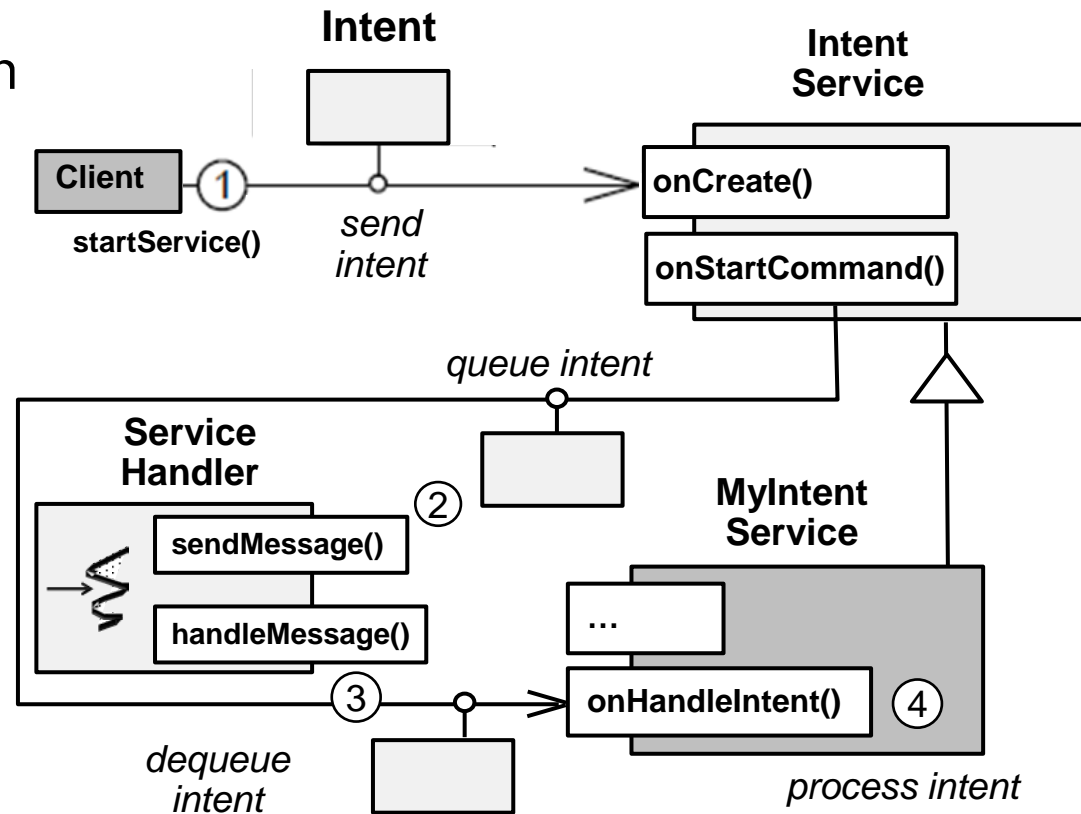 n
Intent
Intent
Service
Client
1
onCreate()
startService()
send
intent
onStartCommand()
queue intent
Service
Handler
2
MyIntent
Service
sendMessage()
handleMessage()
...
3
onHandleIntent()
4
dequeue
intent
process intent